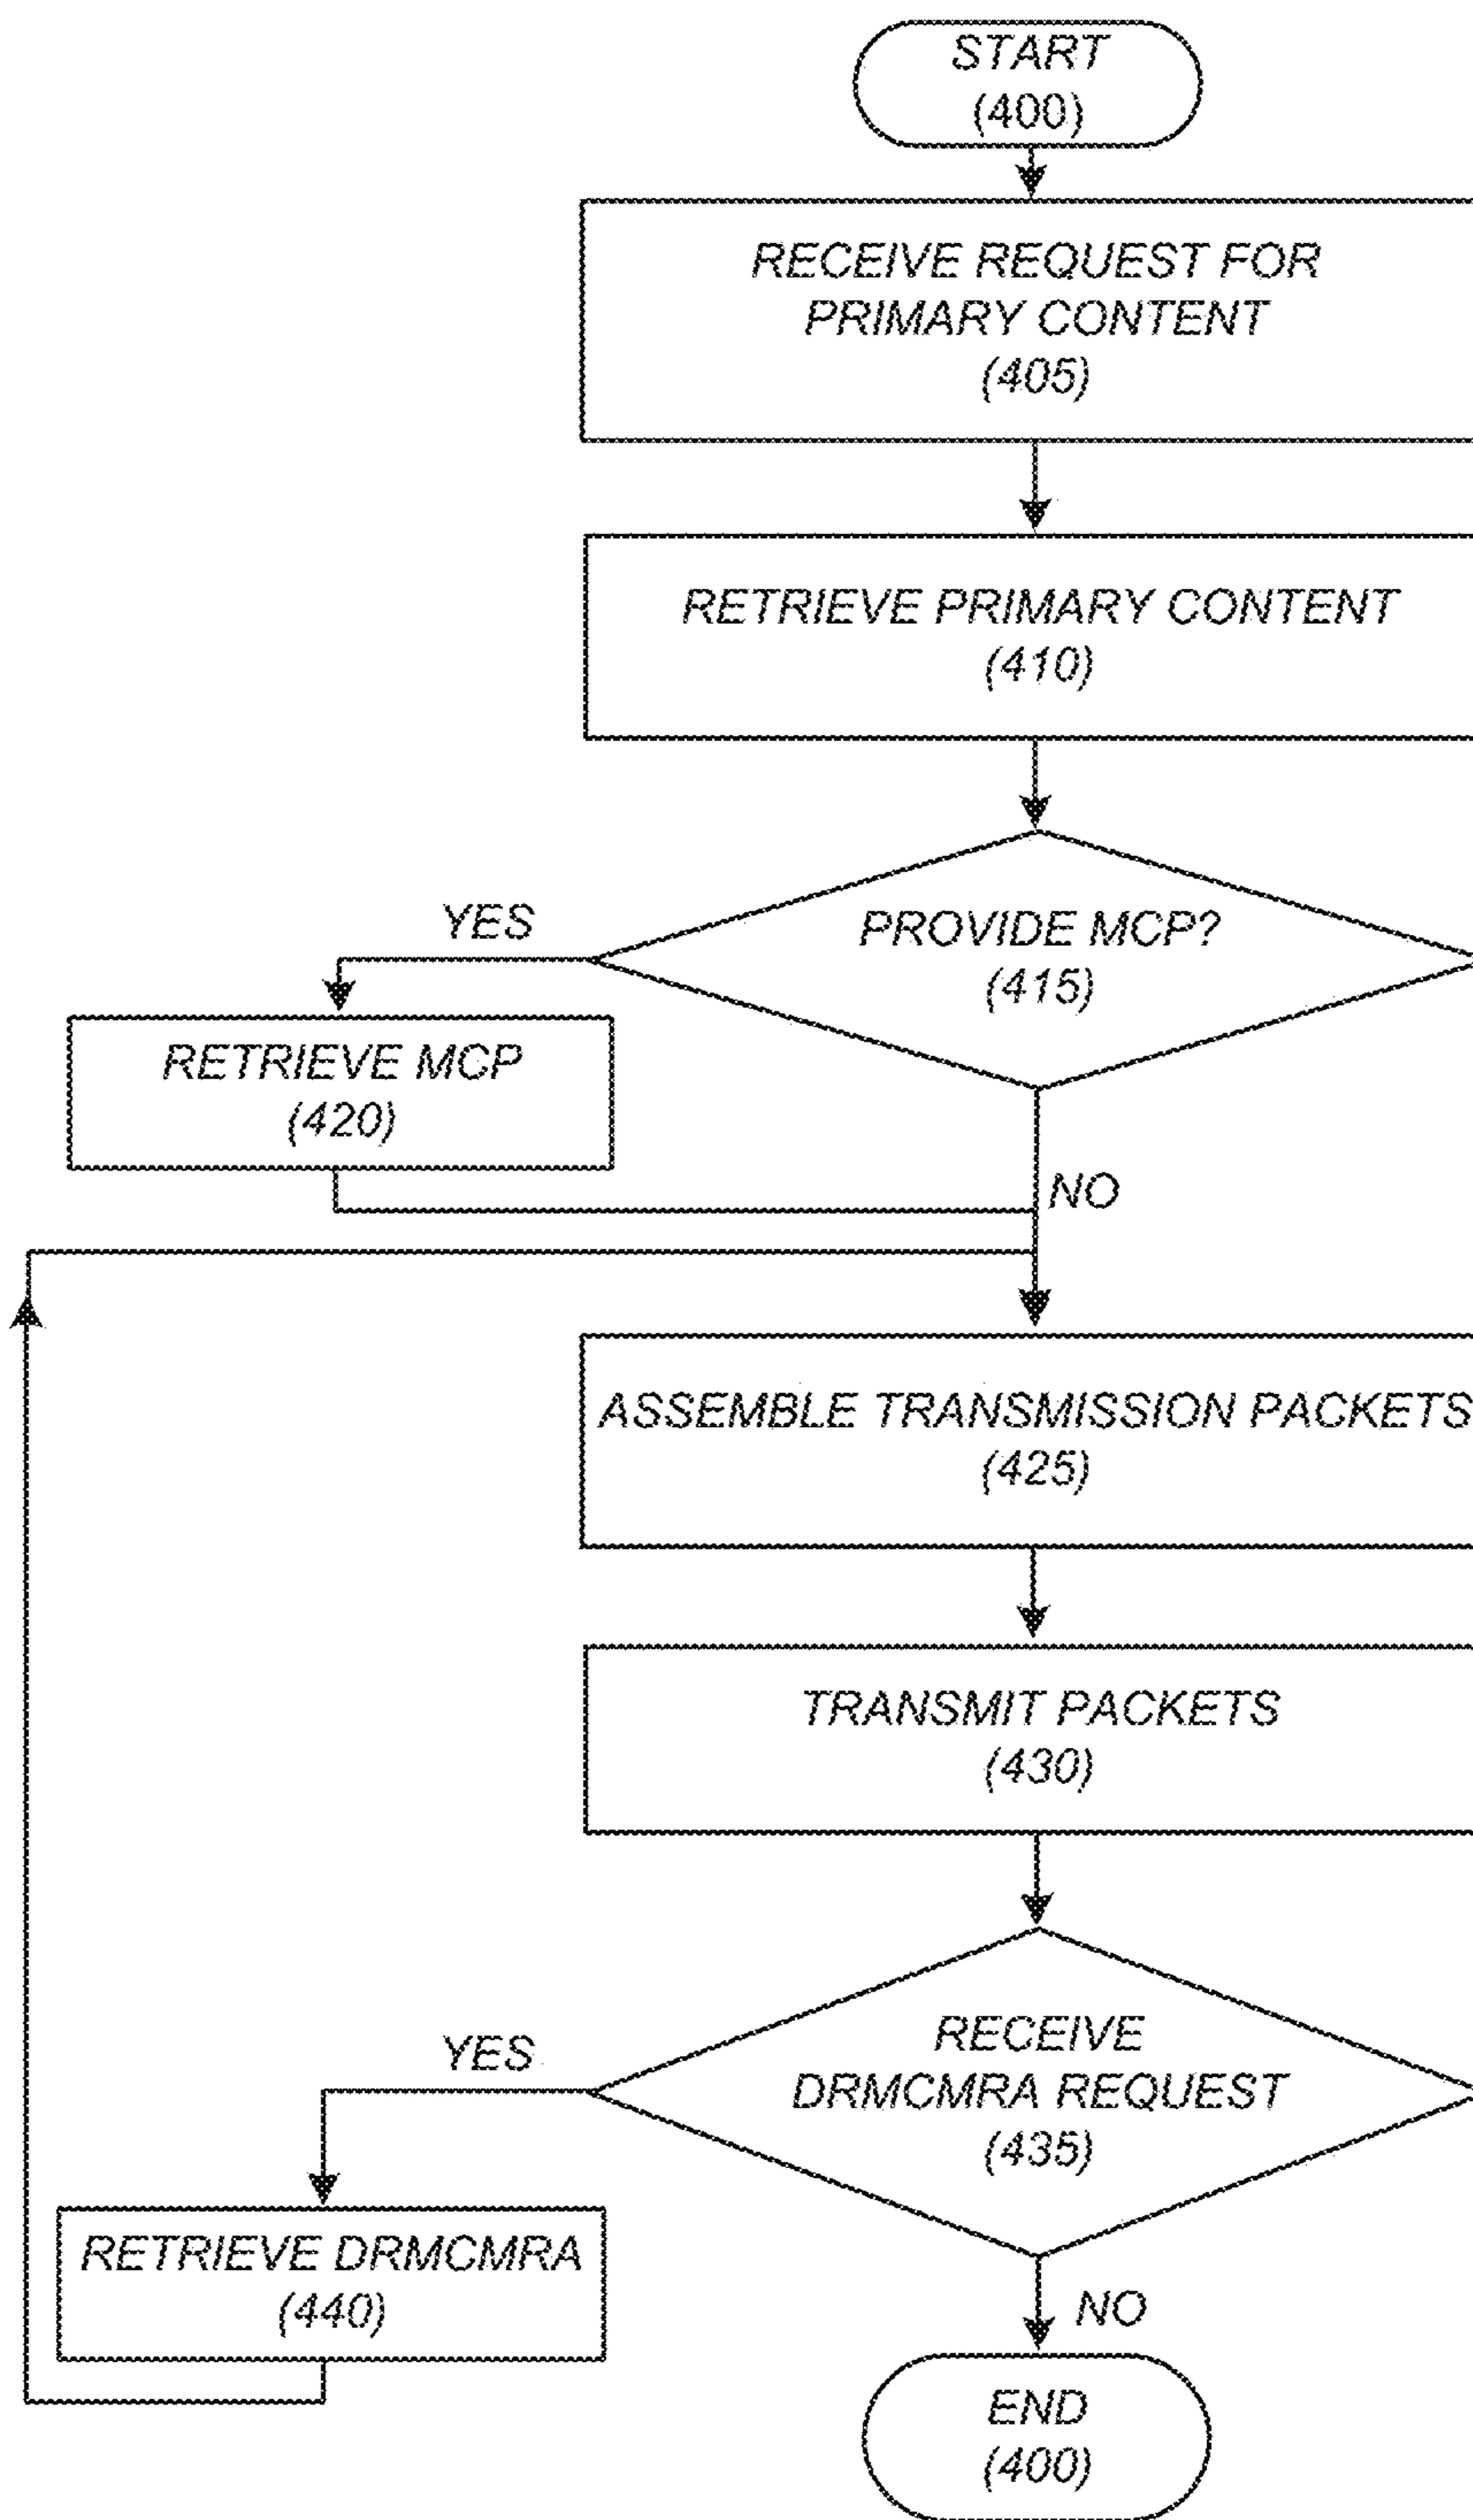 START
(400)
RECEIVE REQUEST FOR
PRIMARY CONTENT
(405)
RETRIEVE PRIMARY CONTENT
(410)
PROVIDE MCP?
(415)
YES
RETRIEVE MCP
(420)
NO
ASSEMBLE TRANSMISSION PACKETS
(425)
TRANSMIT PACKETS
(430)
RECEIVE
DRMCMRA REQUEST
(435)
YES
RETRIEVE DRMCMRA
(440)
NO
END
(400)